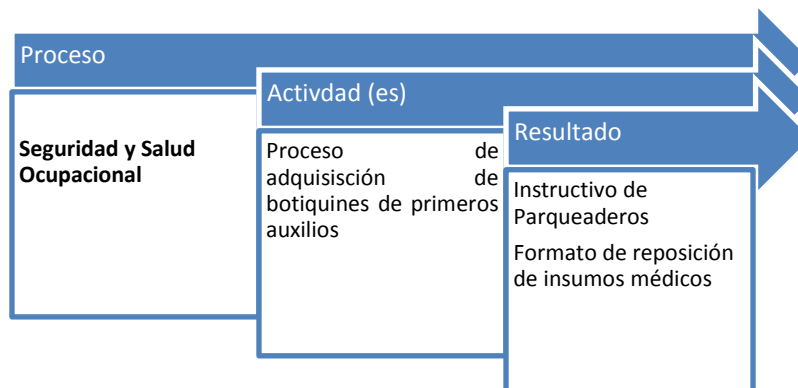 Proceso
Activdad (es)
Resultado
Seguridad y Salud
Ocupacional
Proceso de
adquisisción de
botiquines de primeros
auxilios
Instructivo de
Parqueaderos
Formato de reposición
de insumos médicos